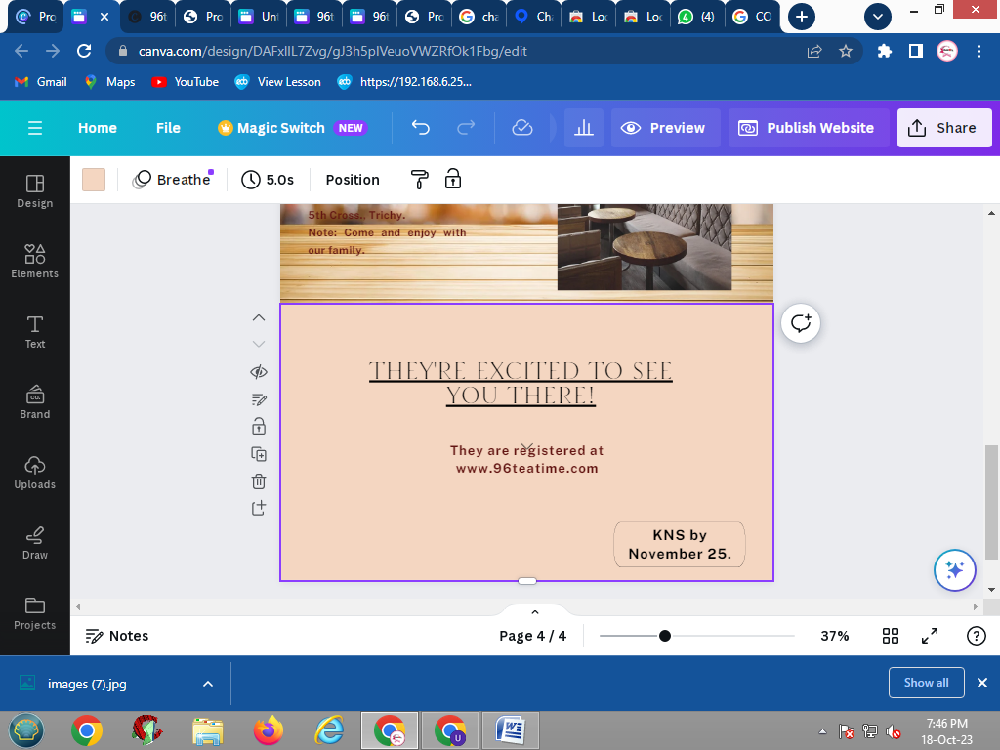 Pro
96t
Pro
Unt
96t
96t
Pro
cha
Cha
Loc
Loc
(4)
CO
canva.com/design/DAFxllL7Zvg/gJ3h5plVeuoVWZRfOk1Fbg/edit
Gmail
Maps
YouTube
View Lesson
https://192.168.6.25...
Home
File
Magic Switch NEW
Preview
Publish Website
Share
Breathe
5.0s
Position
Design
Elements
Text
Brand
Uploads
Draw
Projects
5th Cross.. Trichy.
Note: Come and enjoy with
our family.
THEY'RE EXCITED TO SEE
YOU THERE!
They are registered at
www.96teatime.com
KNS by
November 25.
Notes
Page 4 / 4
37%
images (7).jpg
Show all
7:46 PM
18-Oct-23